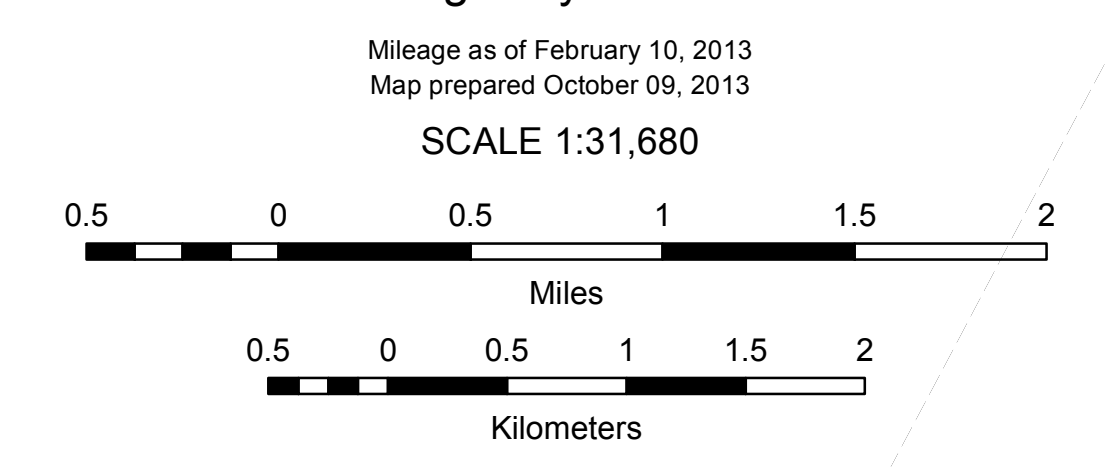 Mileage as of February 10, 2013
Map prepared October 09, 2013
SCALE 1:31,680
0.5 0 0.5 1 1.5 2
Miles
0.5 0 0.5 1 1.5 2
Kilometers